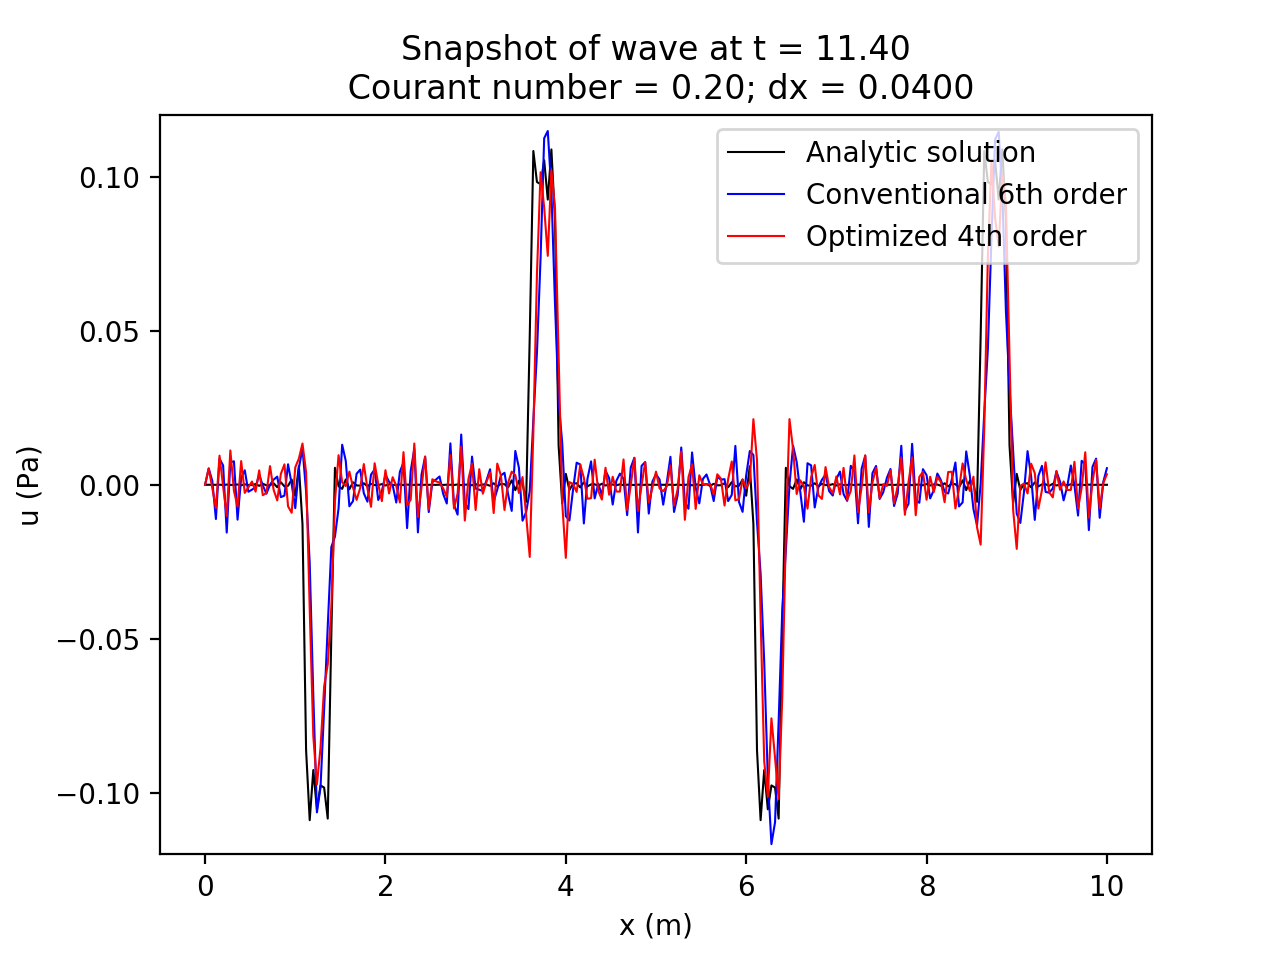 Snapshot of wave at t = 11.40
Courant number = 0.20; dx = 0.0400
Analytic solution
Conventional 6th order
Optimized 4th order
0.10
0.05
0.00
−0.05
−0.10
u (Pa)
0 2 4 6 8 10
x (m)